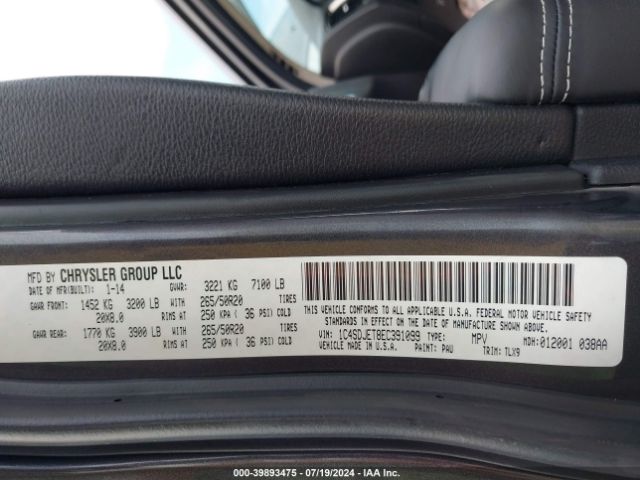 MFD BY CHRYSLER GROUP LLC
DATE OF MFR(BUILT): 1-14 GVWR: 3221 KG 7100 LB
GAWR FRONT: 1452 KG 3200 LB WITH 265/50R20 TIRES
20X8.0 RIMS AT 250 KPA ( 36 PSI) COLD
GAWR REAR: 1770 KG 3900 LB WITH 265/50R20 TIRES
20X8.0 RIMS AT 250 KPA ( 36 PSI) COLD
THIS VEHICLE CONFORMS TO ALL APPLICABLE U.S.A. FEDERAL MOTOR VEHICLE SAFETY
STANDARDS IN EFFECT ON THE DATE OF MANUFACTURE SHOWN ABOVE.
VIN: 1C4SDJET8EC391099 TYPE: MPV MDH: 012001 038AA
VEHICLE MADE IN U.S.A. PAINT: PAU TRIM: TLX9
000-39893475 | 07/19/2024 | IAA Inc.